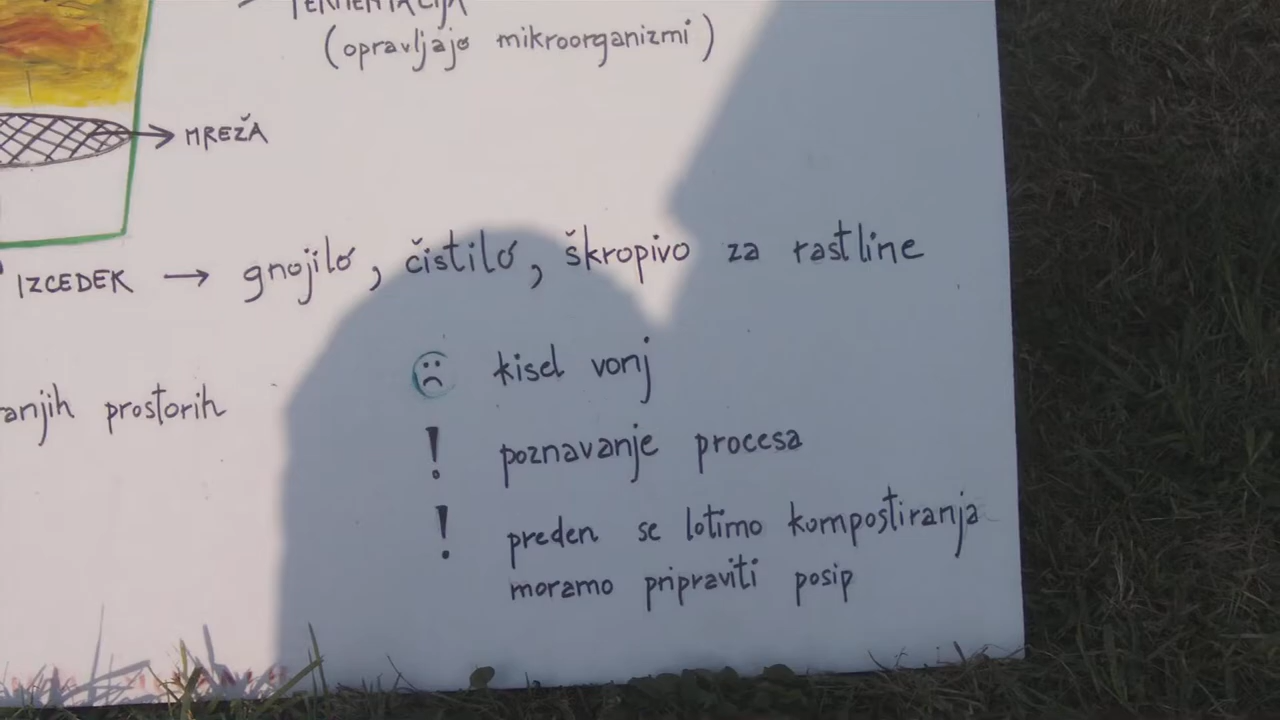 FERMENTACIJA
(opravljajo mikroorganizmi)
MREŽA
IZCEDEK → gnojilo, čistilo, škropivo za rastline
☹ kisel vonj
prostorih
! poznavanje procesa
! preden se lotimo kompostiranja
moramo pripraviti posip